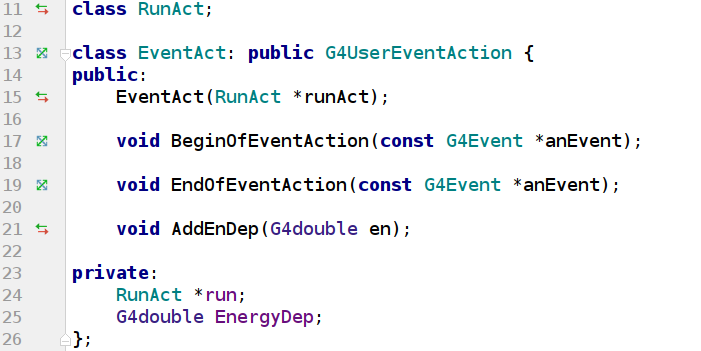 11 class RunAct;
12
13 class EventAct: public G4UserEventAction {
14 public:
15     EventAct(RunAct *runAct);
16
17     void BeginOfEventAction(const G4Event *anEvent);
18
19     void EndOfEventAction(const G4Event *anEvent);
20
21     void AddEnDep(G4double en);
22
23 private:
24     RunAct *run;
25     G4double EnergyDep;
26 };